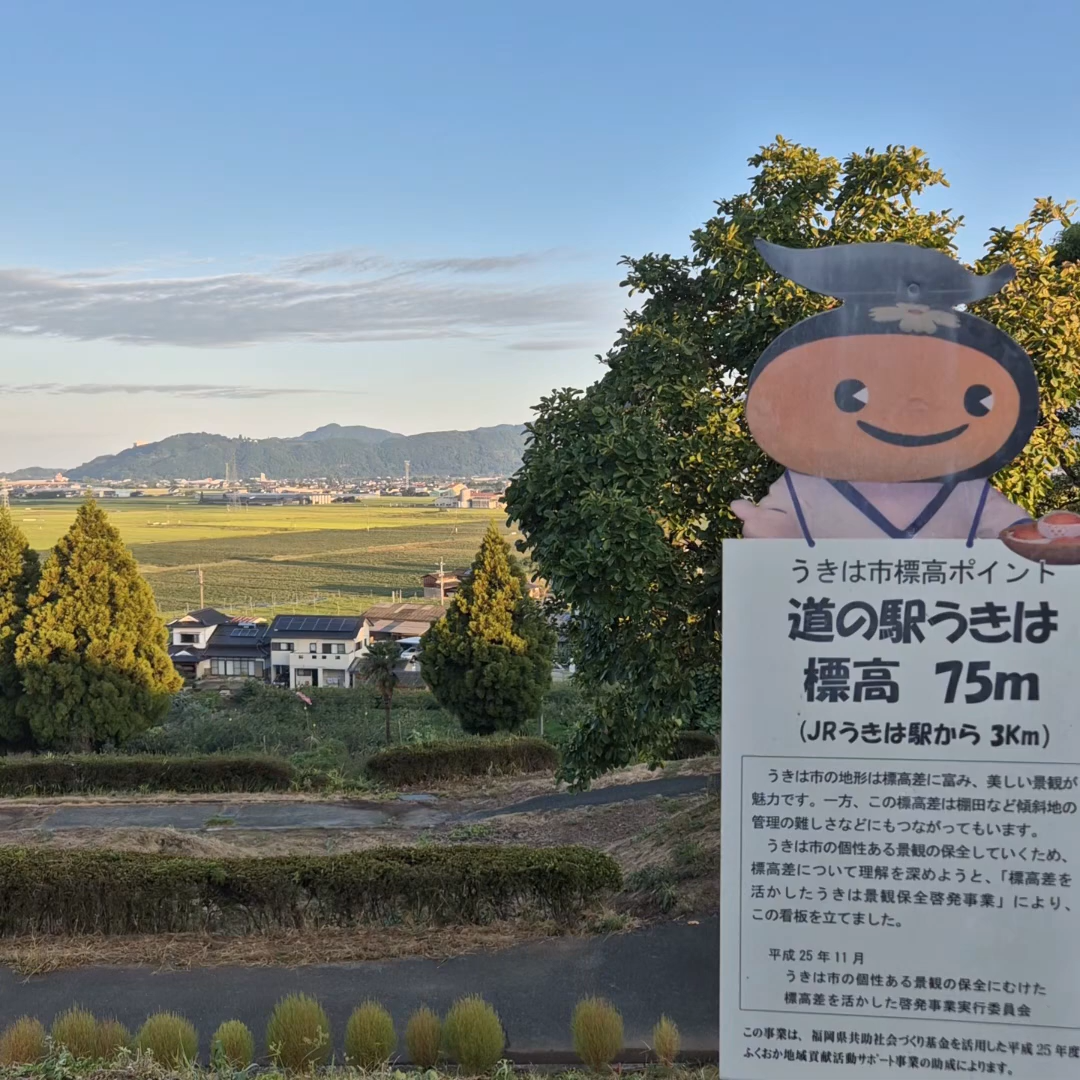 うきは市標高ポイント
道の駅うきは
標高 75m
(JRうきは駅から 3Km)
うきは市の地形は標高差に富み、美しい景観が
魅力です。一方、この標高差は棚田など傾斜地の
管理の難しさなどにもつながってもいます。
うきは市の個性ある景観の保全していくため、
標高差について理解を深めようと、「標高差を
活かしたうきは景観保全啓発事業」により、
この看板を立てました。
平成 25 年 11 月
うきは市の個性ある景観の保全にむけた
標高差を活かした啓発事業実行委員会
この事業は、福岡県共助社会づくり基金を活用した平成 25 年度
ふくおか地域貢献活動サポート事業の助成によります。